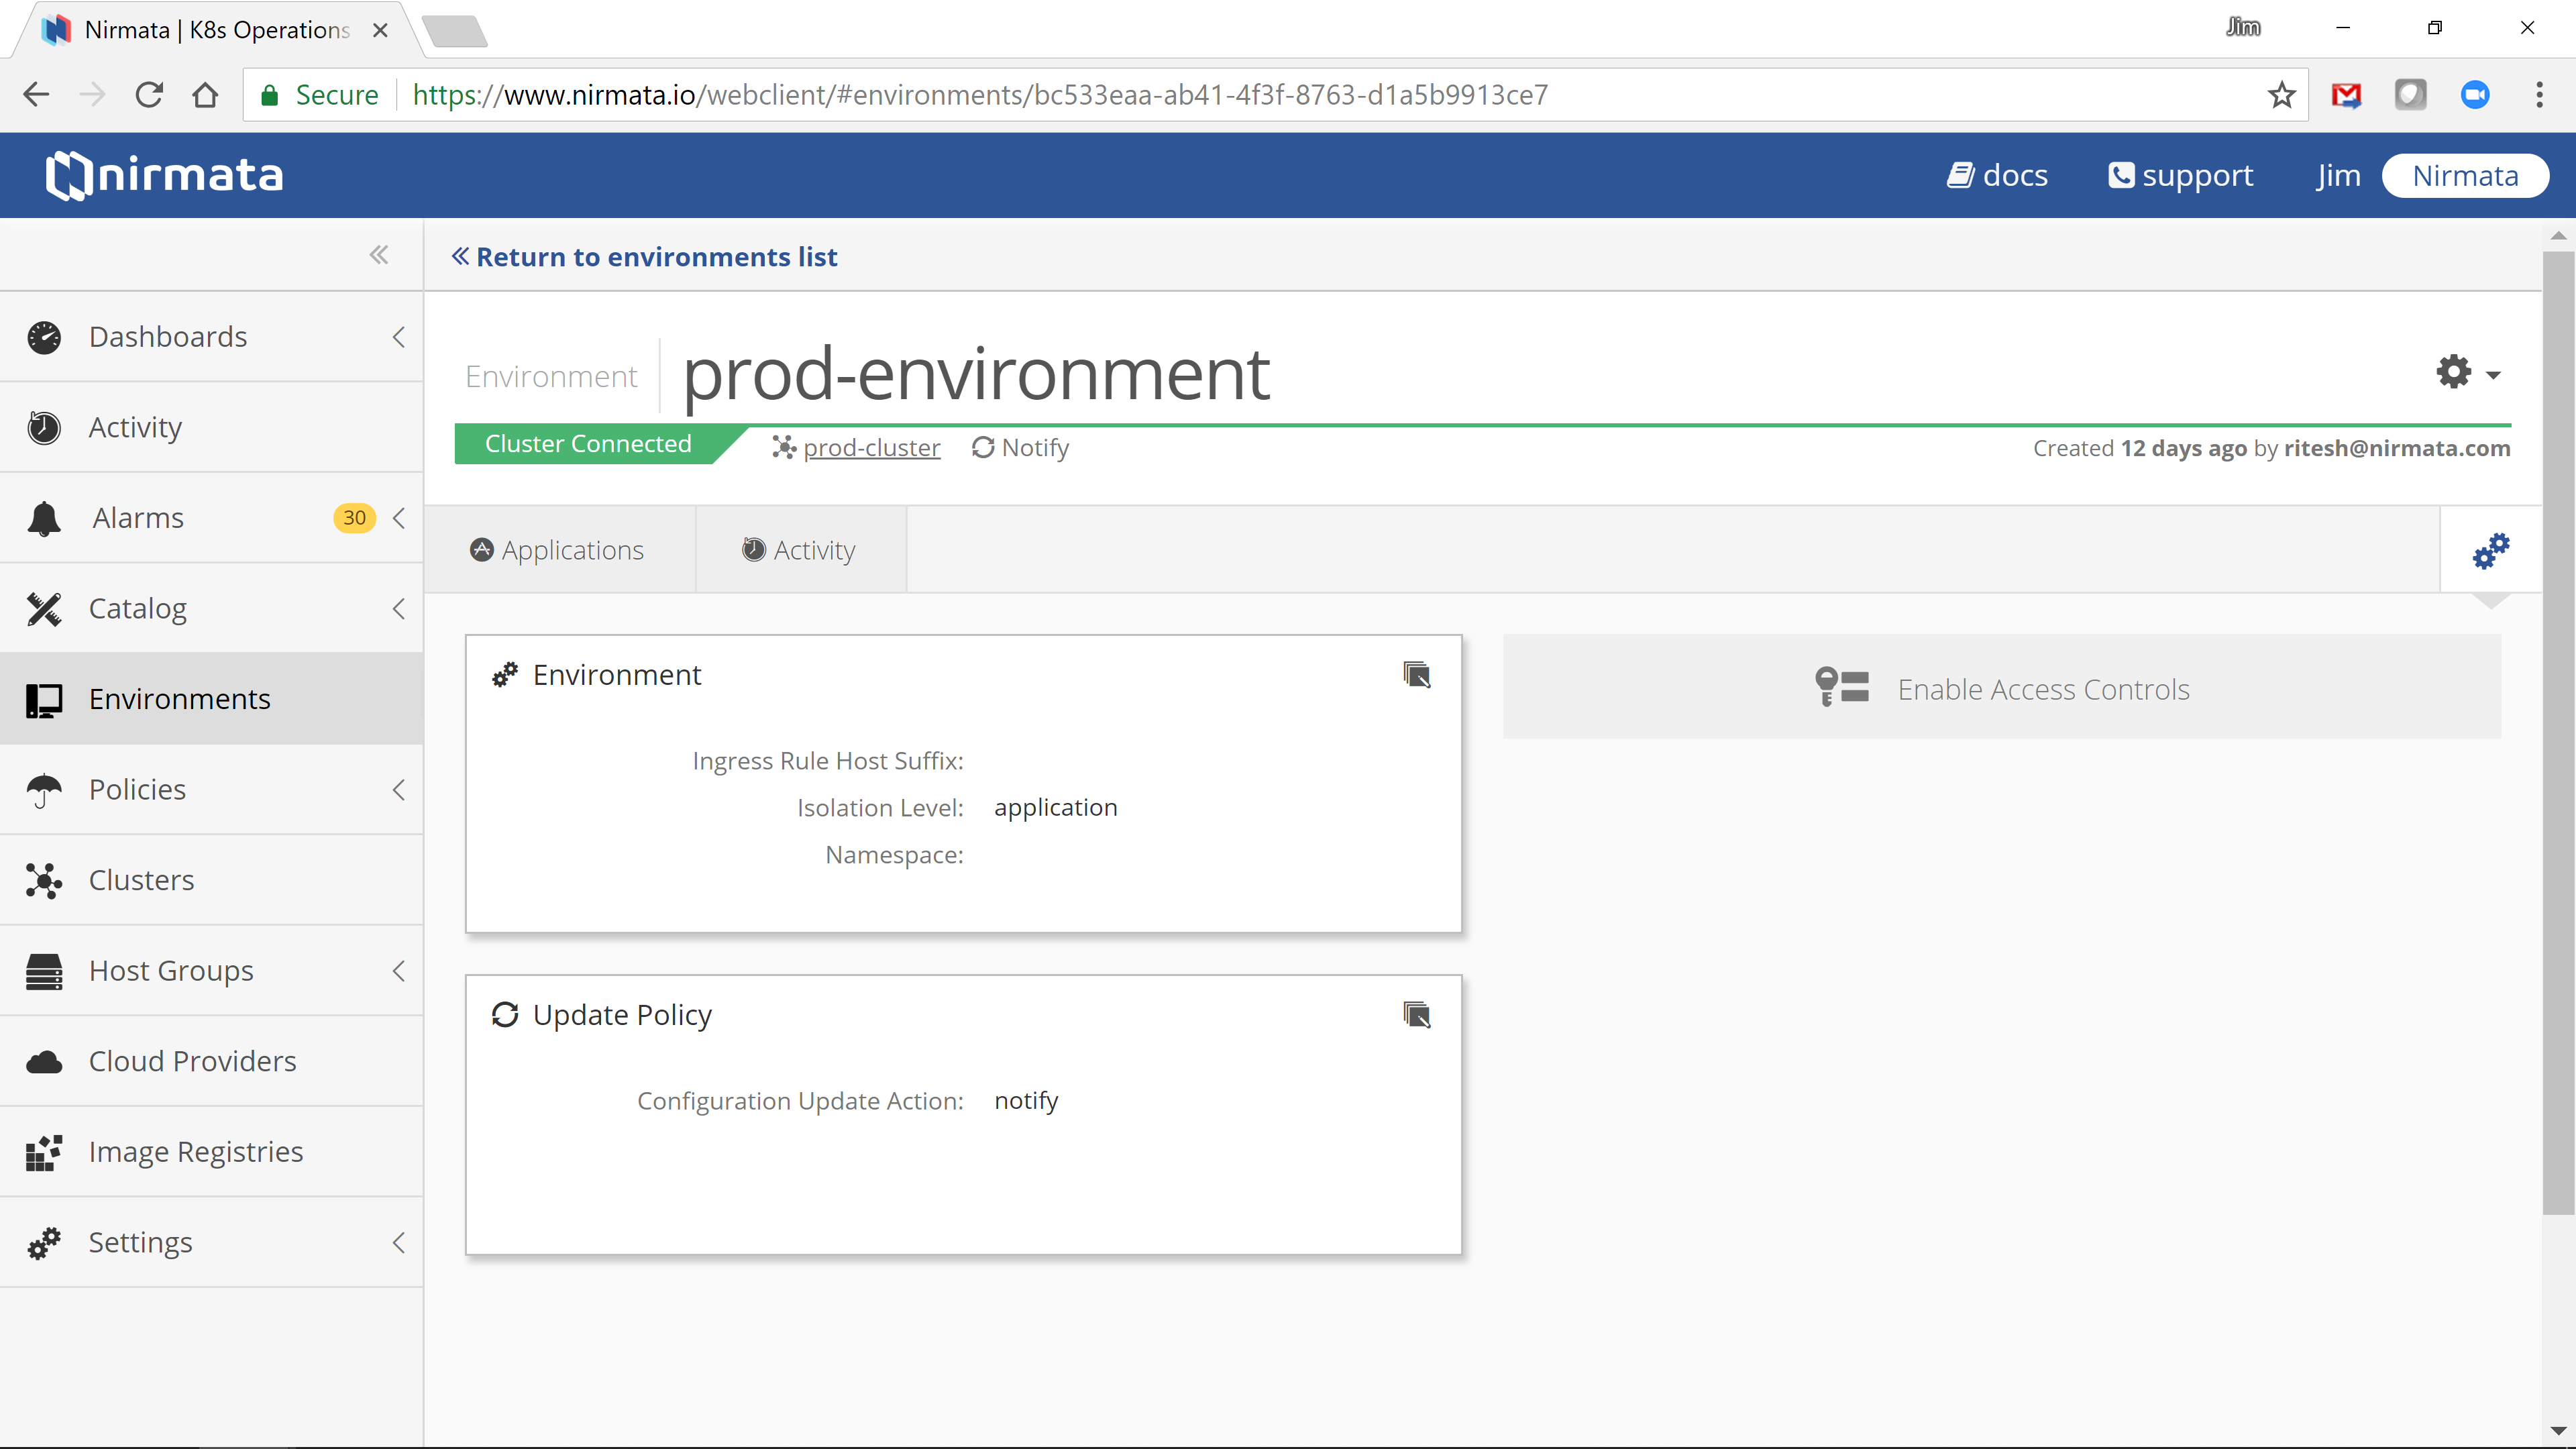 Nirmata | K8s Operations
Jim
Secure https://www.nirmata.io/webclient/#environments/bc533eaa-ab41-4f3f-8763-d1a5b9913ce7
nirmata
docs
support
Jim
Nirmata
Return to environments list
Dashboards
Activity
Alarms 30
Catalog
Environments
Policies
Clusters
Host Groups
Cloud Providers
Image Registries
Settings
Environment prod-environment
Cluster Connected prod-cluster Notify Created 12 days ago by ritesh@nirmata.com
Applications Activity
Environment
Ingress Rule Host Suffix:
Isolation Level: application
Namespace:
Enable Access Controls
Update Policy
Configuration Update Action: notify